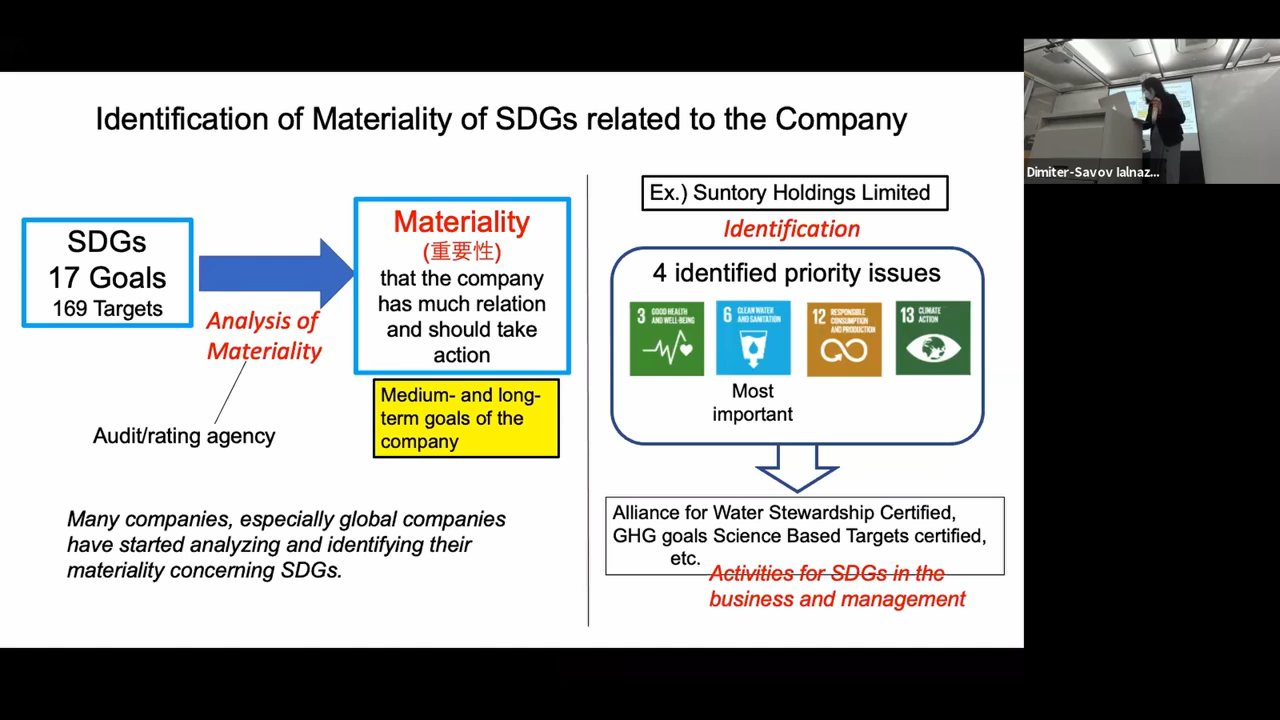 Identification of Materiality of SDGs related to the Company
SDGs
17 Goals
169 Targets
Analysis of
Materiality
Audit/rating agency
Materiality
(重要性)
that the company
has much relation
and should take
action
Medium- and long-
term goals of the
company
Many companies, especially global companies
have started analyzing and identifying their
materiality concerning SDGs.
Ex.) Suntory Holdings Limited
Identification
4 identified priority issues
3 GOOD HEALTH
AND WELL-BEING
6 CLEAN WATER
AND SANITATION
12 RESPONSIBLE
CONSUMPTION
AND PRODUCTION
13 CLIMATE
ACTION
Most
important
Alliance for Water Stewardship Certified,
GHG goals Science Based Targets certified,
etc.
Activities for SDGs in the
business and management
Dimiter-Savov Ialnaz...